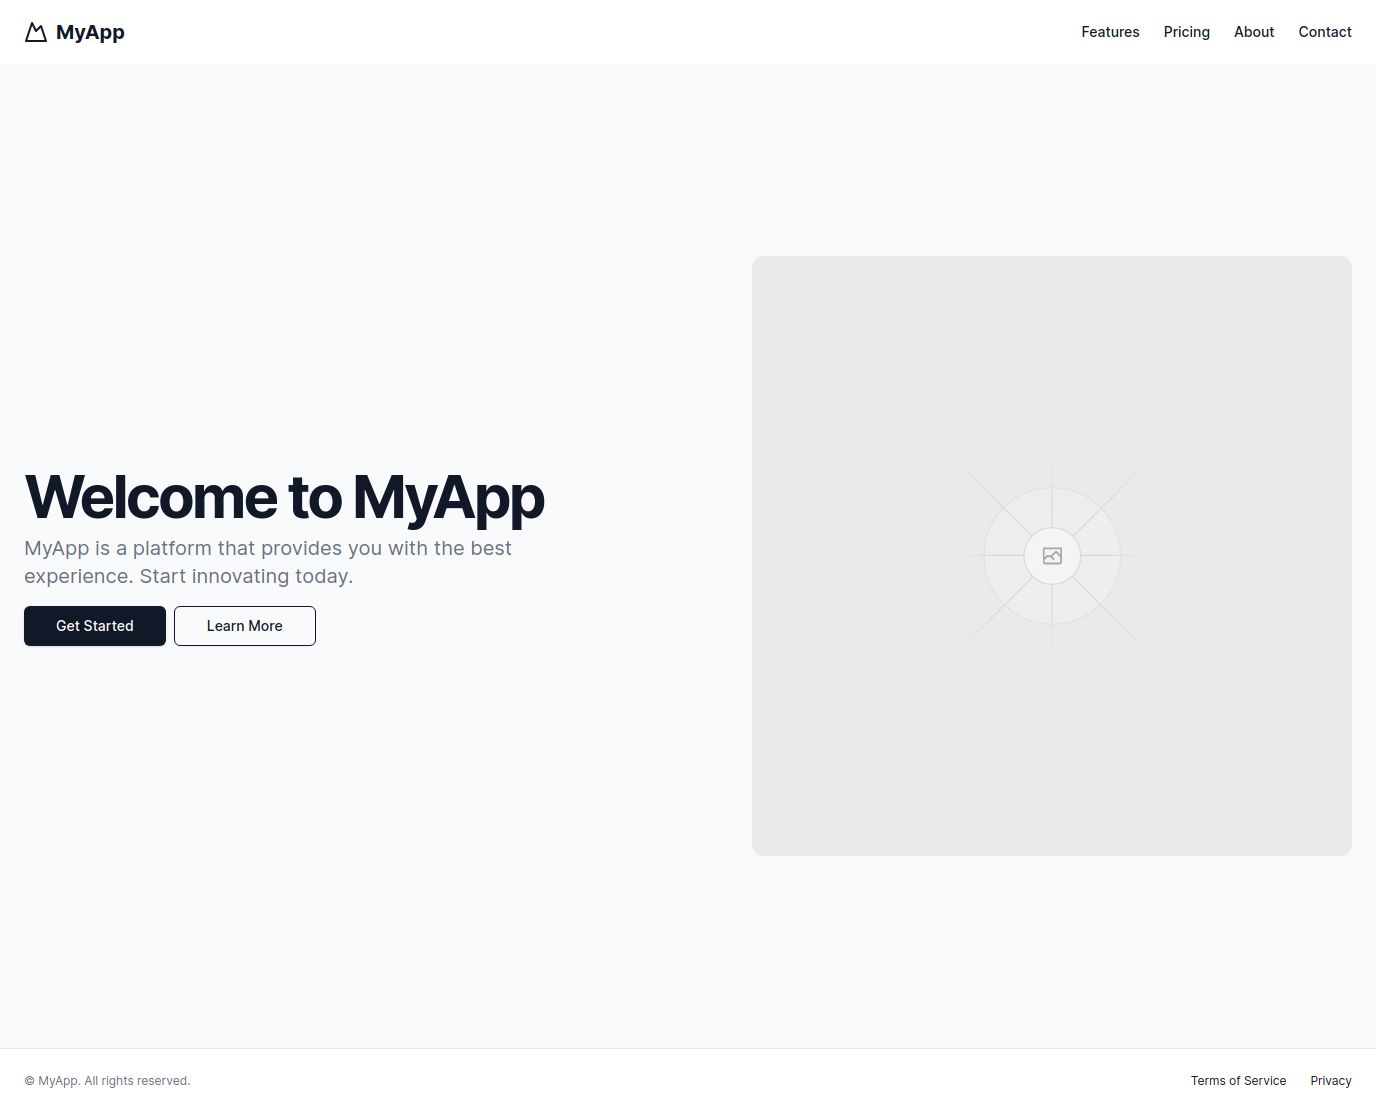 MyApp
Features Pricing About Contact
Welcome to MyApp
MyApp is a platform that provides you with the best
experience. Start innovating today.
Get Started Learn More
© MyApp. All rights reserved.
Terms of Service Privacy